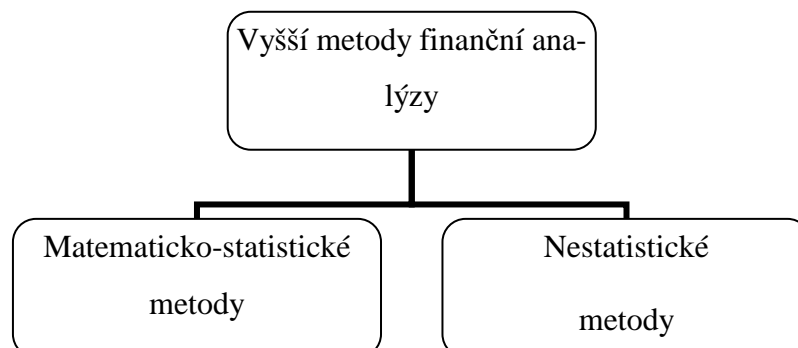 Vyšší metody finanční ana-
lýzy
Matematicko-statistické
metody
Nestatistické
metody